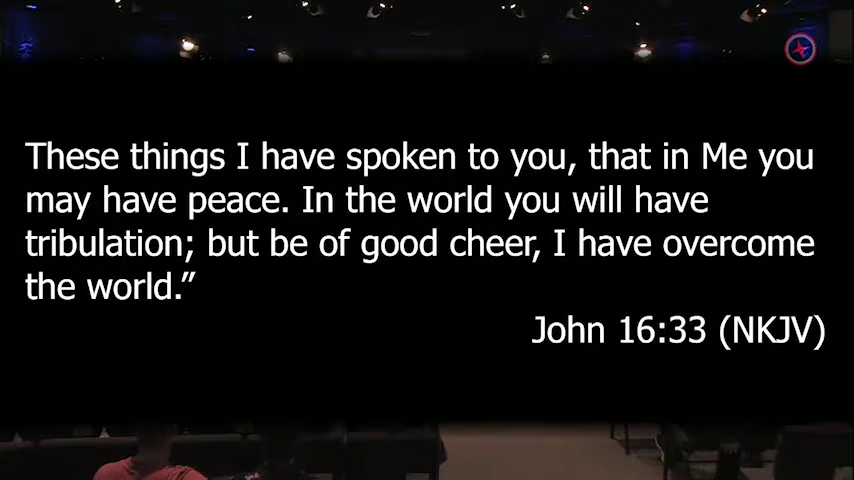 These things I have spoken to you, that in Me you
may have peace. In the world you will have
tribulation; but be of good cheer, I have overcome
the world.”
John 16:33 (NKJV)